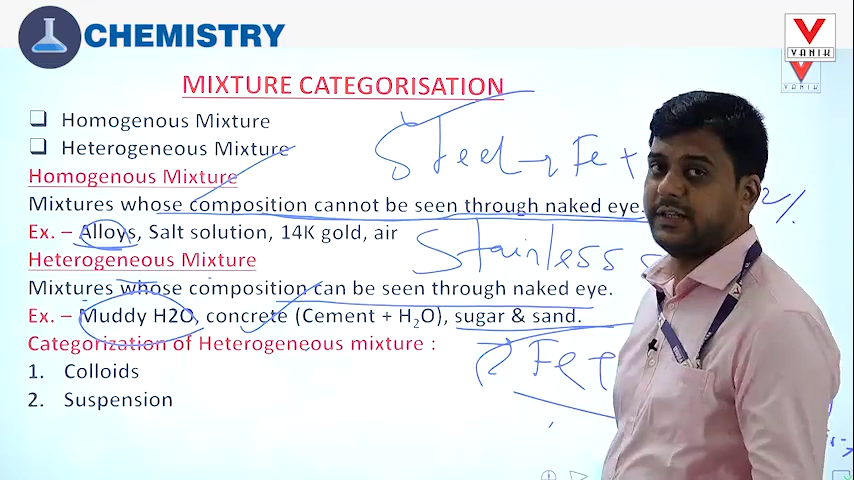 CHEMISTRY
VANIK
VANIK
MIXTURE CATEGORISATION
❑ Homogenous Mixture
❑ Heterogeneous Mixture
Steel → Fe +
Homogenous Mixture
Mixtures whose composition cannot be seen through naked eye.
2%
Ex. – Alloys, Salt solution, 14K gold, air
Stainless s
Heterogeneous Mixture
Mixtures whose composition can be seen through naked eye.
Ex. – Muddy H2O, concrete (Cement + H₂O), sugar & sand.
Categorization of Heterogeneous mixture :
Fe +
1. Colloids
2. Suspension